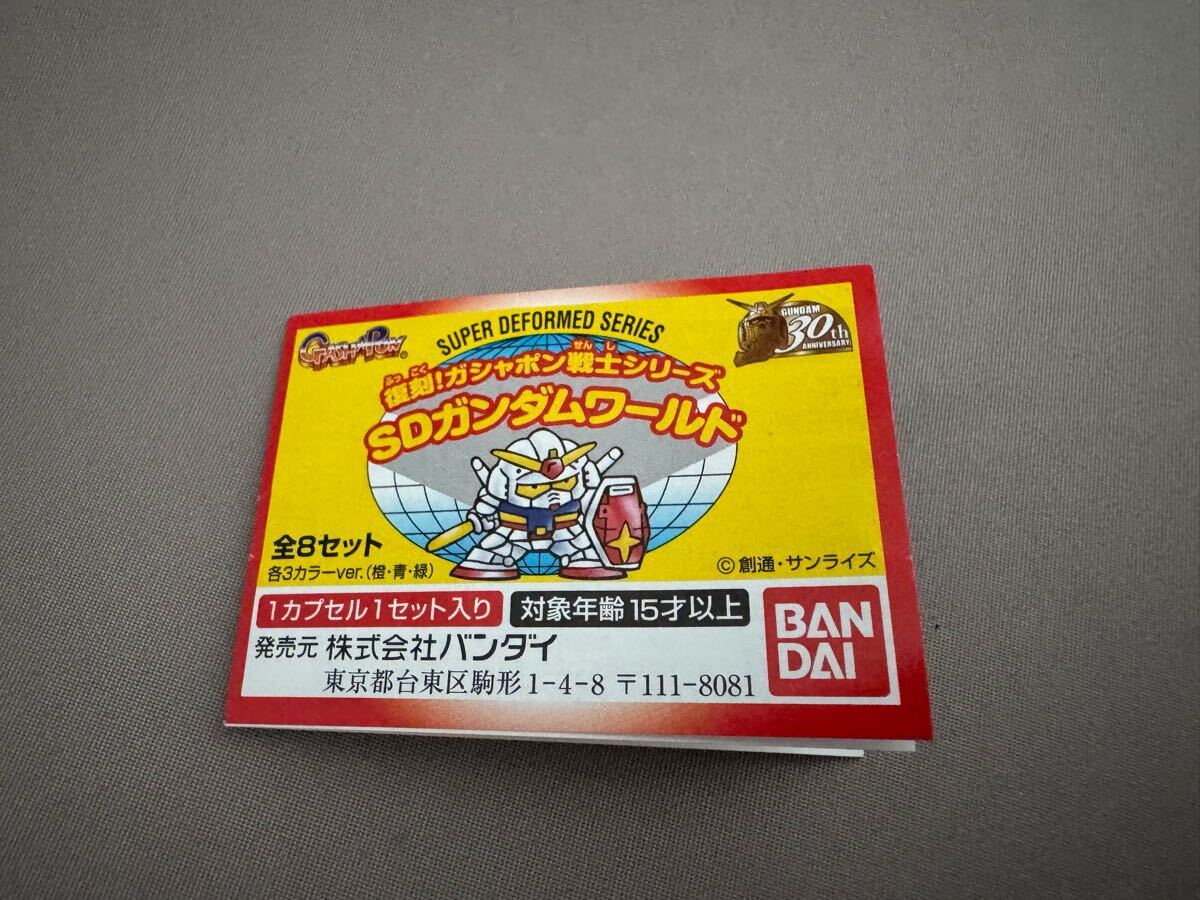 GASHAPON®
SUPER DEFORMED SERIES
GUNDAM
30th
ANNIVERSARY
ふっこく せんし
復刻!ガシャポン戦士シリーズ
SDガンダムワールド
全8セット
各3カラーver.(橙・青・緑)
©創通・サンライズ
1カプセル1セット入り
対象年齢15才以上
発売元 株式会社バンダイ
東京都台東区駒形1-4-8 〒111-8081
BAN
DAI